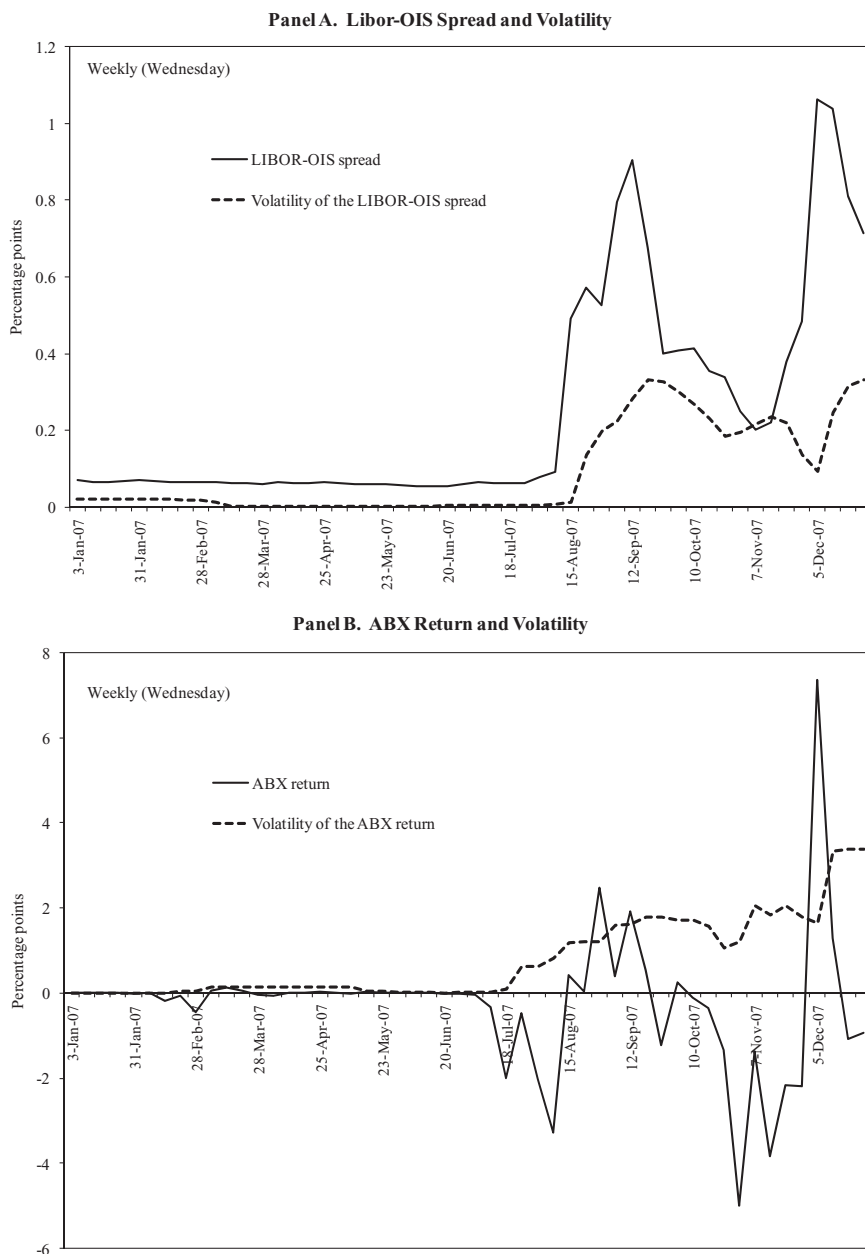 Panel A. Libor-OIS Spread and Volatility
1.2
Weekly (Wednesday)
1
LIBOR-OIS spread
Volatility of the LIBOR-OIS spread
0.8
Percentage points
0.6
0.4
0.2
0
3-Jan-07
31-Jan-07
28-Feb-07
28-Mar-07
25-Apr-07
23-May-07
20-Jun-07
18-Jul-07
15-Aug-07
12-Sep-07
10-Oct-07
7-Nov-07
5-Dec-07
Panel B. ABX Return and Volatility
8
Weekly (Wednesday)
6
ABX return
4
Volatility of the ABX return
2
Percentage points
0
3-Jan-07
31-Jan-07
28-Feb-07
28-Mar-07
25-Apr-07
23-May-07
20-Jun-07
18-Jul-07
15-Aug-07
12-Sep-07
10-Oct-07
7-Nov-07
5-Dec-07
-2
-4
-6